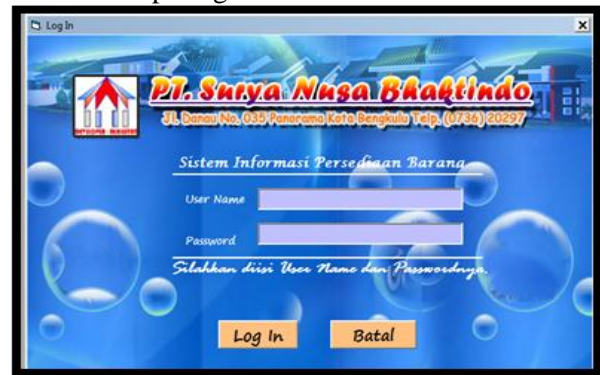 Log In
PT. Surya Nusa Bhaktindo
Jl. Danau No. 035 Panorama Kota Bengkulu Telp. (0736) 20297
Sistem Informasi Persediaan Barang
User Name
Password
Silahkan diisi User Name dan Passwordnya.
Log In Batal